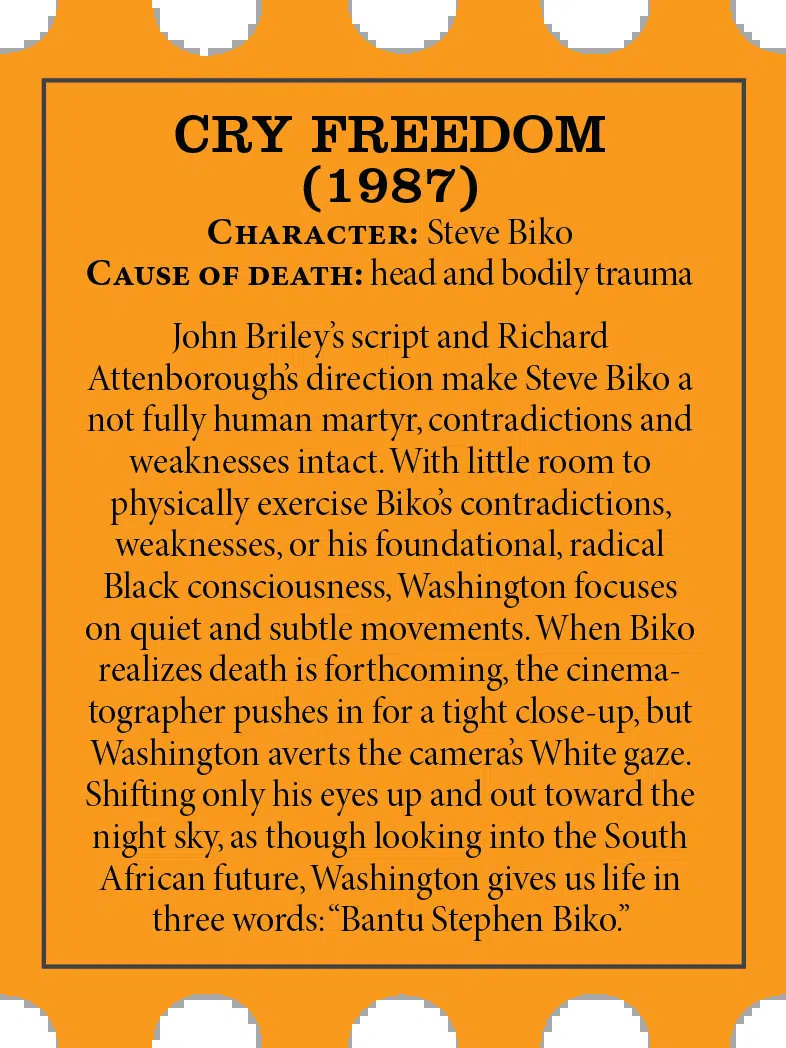 CRY FREEDOM
(1987)
Character: Steve Biko
Cause of death: head and bodily trauma
John Briley’s script and Richard
Attenborough’s direction make Steve Biko a
not fully human martyr, contradictions and
weaknesses intact. With little room to
physically exercise Biko’s contradictions,
weaknesses, or his foundational, radical
Black consciousness, Washington focuses
on quiet and subtle movements. When Biko
realizes death is forthcoming, the cinema-
tographer pushes in for a tight close-up, but
Washington averts the camera’s White gaze.
Shifting only his eyes up and out toward the
night sky, as though looking into the South
African future, Washington gives us life in
three words: “Bantu Stephen Biko.”